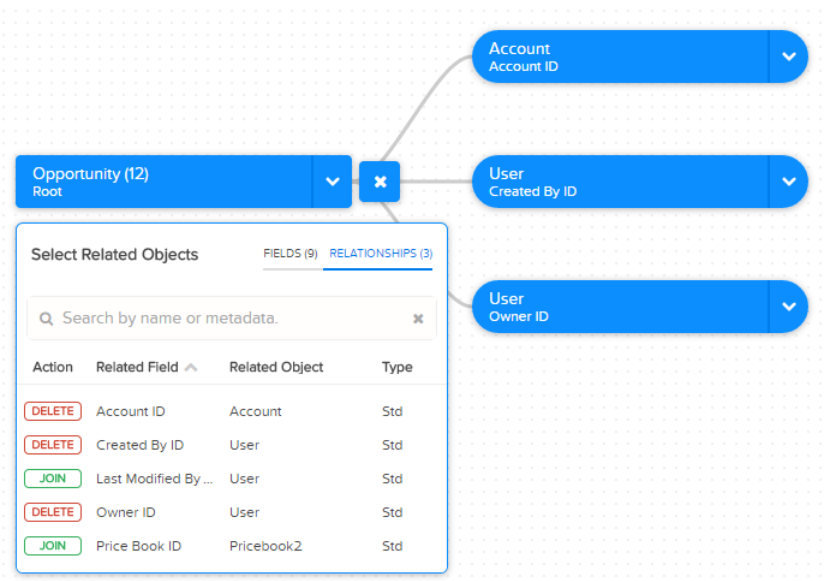 Account
Account ID
Opportunity (12)
Root
User
Created By ID
User
Owner ID
Select Related Objects FIELDS (9) RELATIONSHIPS (3)
Search by name or metadata.
Action Related Field Related Object Type
DELETE Account ID Account Std
DELETE Created By ID User Std
JOIN Last Modified By ... User Std
DELETE Owner ID User Std
JOIN Price Book ID Pricebook2 Std